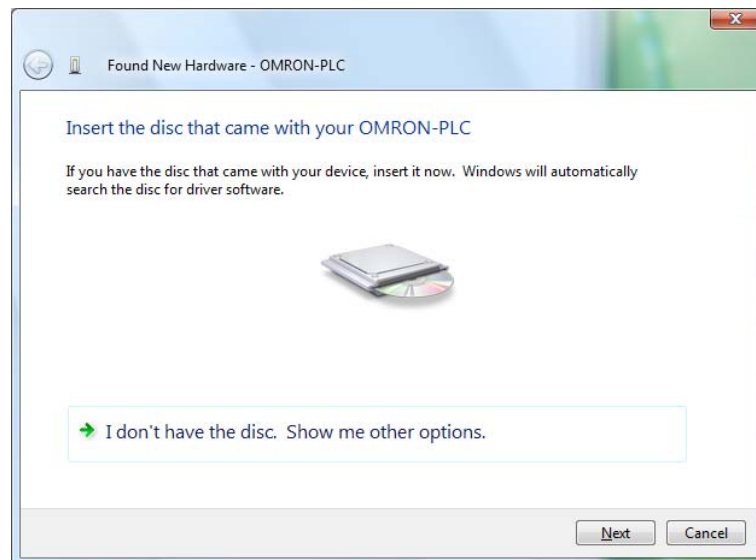 Found New Hardware - OMRON-PLC
Insert the disc that came with your OMRON-PLC
If you have the disc that came with your device, insert it now.  Windows will automatically
search the disc for driver software.
I don't have the disc.  Show me other options.
Next
Cancel